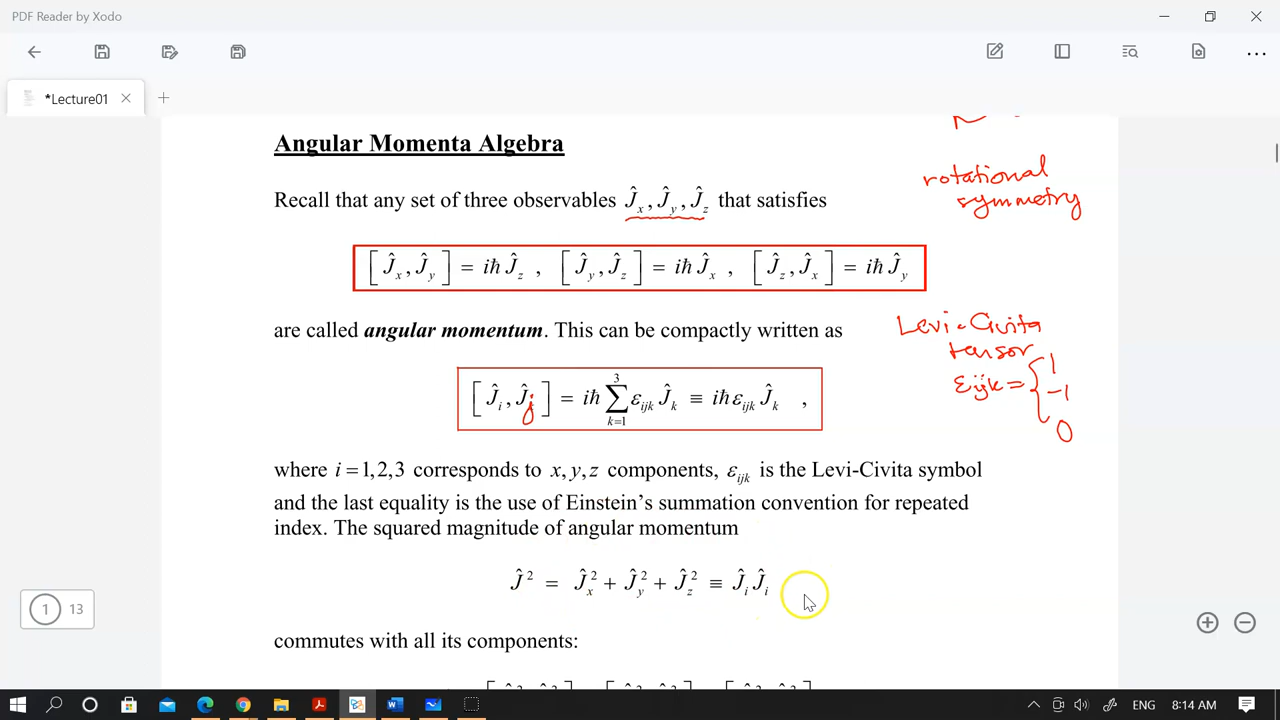 PDF Reader by Xodo
*Lecture01
Angular Momenta Algebra
Recall that any set of three observables Ĵx, Ĵy, Ĵz that satisfies
rotational
symmetry
[Ĵx, Ĵy] = iħĴz , [Ĵy, Ĵz] = iħĴx , [Ĵz, Ĵx] = iħĴy
are called angular momentum. This can be compactly written as
Levi-Civita
tensor
εijk = { 1
-1
0
[Ĵi, Ĵj] = iħ ∑k=1^3 εijk Ĵk ≡ iħεijk Ĵk ,
where i = 1,2,3 corresponds to x, y, z components, εijk is the Levi-Civita symbol
and the last equality is the use of Einstein’s summation convention for repeated
index. The squared magnitude of angular momentum
Ĵ² = Ĵx² + Ĵy² + Ĵz² ≡ ĴiĴi
commutes with all its components:
1 13
ENG 8:14 AM